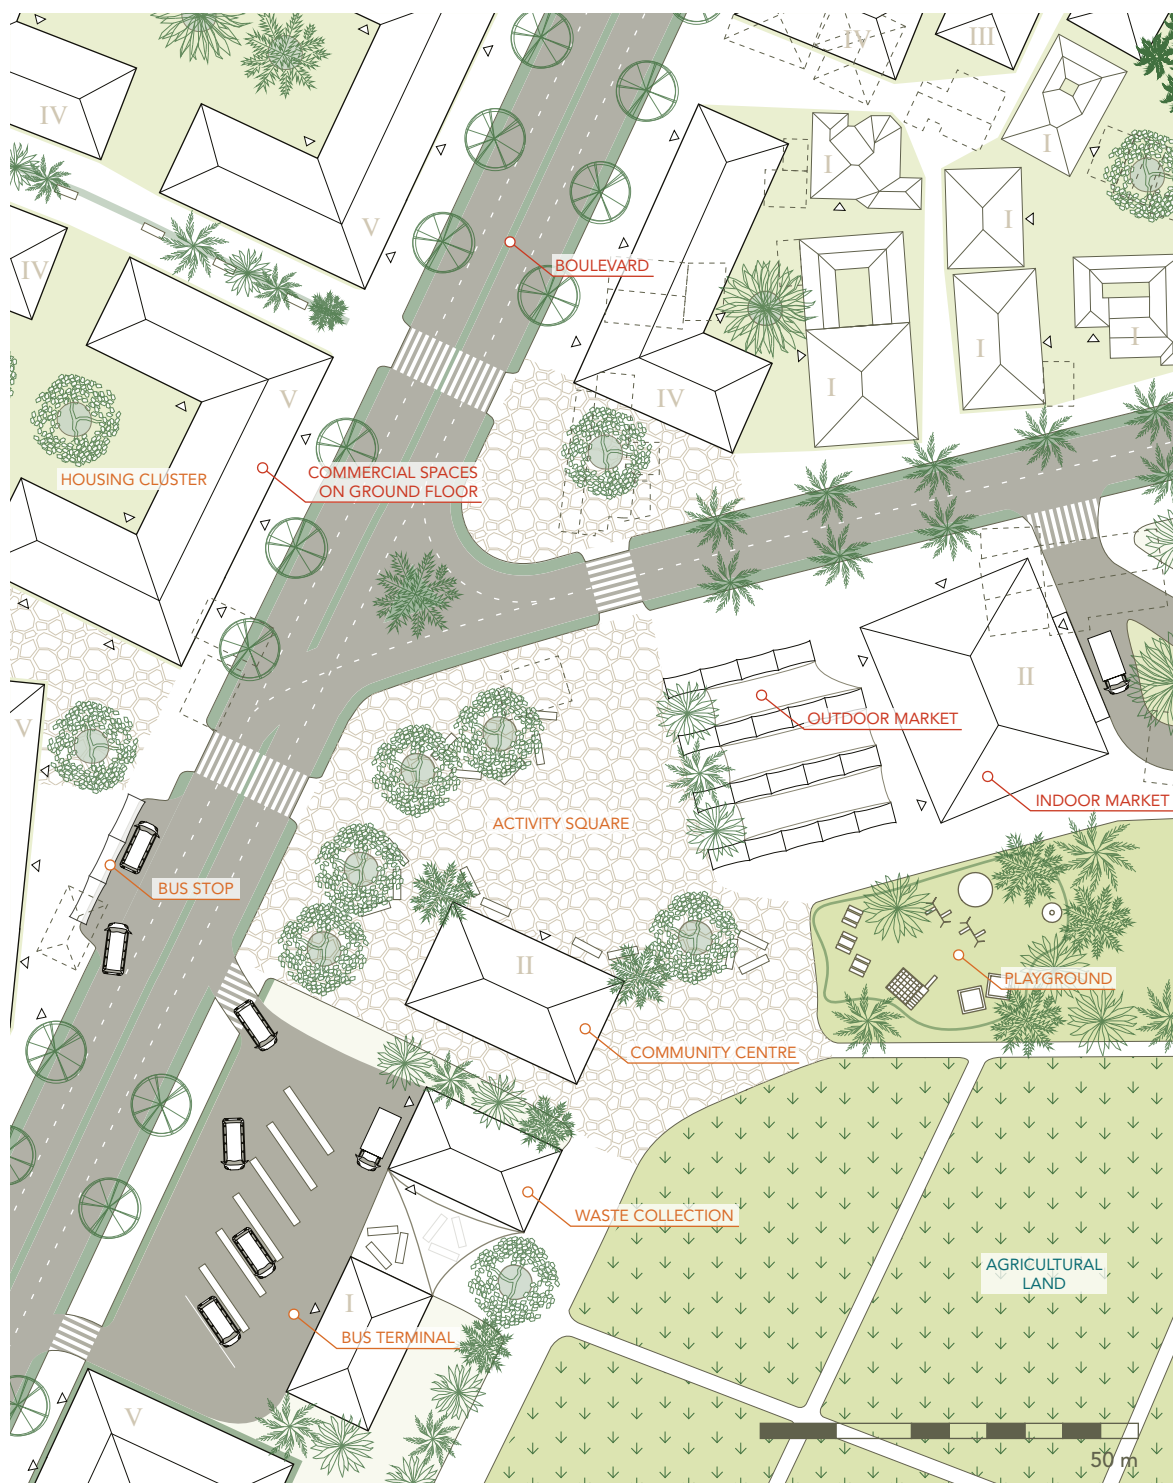 IV
III
IV
I
I
V
I
IV
BOULEVARD
I
I
I
V
IV
HOUSING CLUSTER
COMMERCIAL SPACES
ON GROUND FLOOR
II
V
OUTDOOR MARKET
INDOOR MARKET
ACTIVITY SQUARE
BUS STOP
II
PLAYGROUND
COMMUNITY CENTRE
WASTE COLLECTION
AGRICULTURAL
LAND
I
BUS TERMINAL
V
50 m